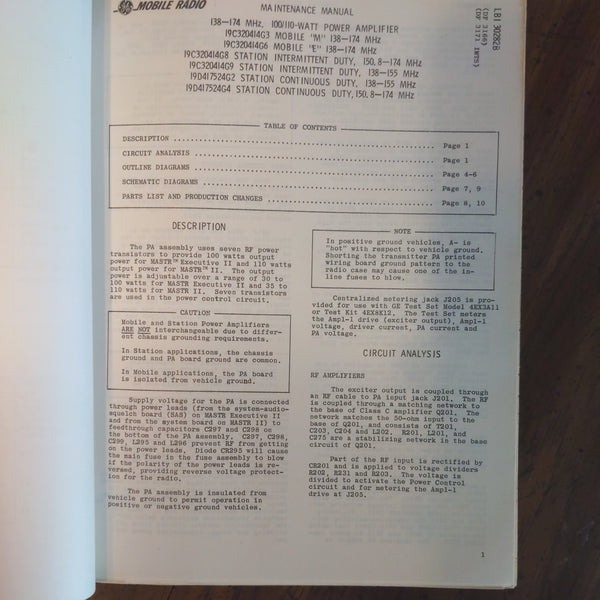 MOBILE RADIO
MAINTENANCE MANUAL
138-174 MHz, 100/110-WATT POWER AMPLIFIER
19C320414G3 MOBILE "M" 138-174 MHz
19C320414G6 MOBILE "E" 138-174 MHz
19C320414G8 STATION INTERMITTENT DUTY, 150.8-174 MHz
19C320414G9 STATION INTERMITTENT DUTY, 138-155 MHz
19D417524G2 STATION CONTINUOUS DUTY, 138-155 MHz
19D417524G4 STATION CONTINUOUS DUTY, 150.8-174 MHz
LBI 30282B
(DF 3166)
(DF 3171 IMTS)
TABLE OF CONTENTS
DESCRIPTION Page 1
CIRCUIT ANALYSIS Page 1
OUTLINE DIAGRAMS Page 4-6
SCHEMATIC DIAGRAMS Page 7, 9
PARTS LIST AND PRODUCTION CHANGES Page 8, 10
DESCRIPTION
The PA assembly uses seven RF power
transistors to provide 100 watts output
power for MASTR™ Executive II and 110 watts
output power for MASTR™ II. The output
power is adjustable over a range of 30 to
100 watts for MASTR Executive II and 35 to
110 watts for MASTR II. Seven transistors
are used in the power control circuit.
CAUTION
Mobile and Station Power Amplifiers
ARE NOT interchangeable due to differ-
ent chassis grounding requirements.
In Station applications, the chassis
ground and PA board ground are common.
In Mobile applications, the PA board
is isolated from vehicle ground.
Supply voltage for the PA is connected
through power leads (from the system-audio-
squelch board (SAS) on MASTR Executive II
and from the system board on MASTR II) to
feedthrough capacitors C297 and C298 on
the bottom of the PA assembly. C297, C298,
C299, L295 and L296 prevent RF from getting
on the power leads. Diode CR295 will cause
the main fuse in the fuse assembly to blow
if the polarity of the power leads is re-
versed, providing reverse voltage protec-
tion for the radio.
The PA assembly is insulated from
vehicle ground to permit operation in
positive or negative ground vehicles.
NOTE
In positive ground vehicles, A- is
"hot" with respect to vehicle ground.
Shorting the transmitter PA printed
wiring board ground pattern to the
radio case may cause one of the in-
line fuses to blow.
Centralized metering jack J205 is pro-
vided for use with GE Test Set Model 4EX3A11
or Test Kit 4EX8K12. The Test Set meters
the Ampl-1 drive (exciter output), Ampl-1
voltage, driver current, PA current and
PA voltage.
CIRCUIT ANALYSIS
RF AMPLIFIERS
The exciter output is coupled through
an RF cable to PA input jack J201. The RF
is coupled through a matching network to
the base of Class C amplifier Q201. The
network matches the 50-ohm input to the
base of Q201, and consists of T201,
C203, C204 and L202. R201, L201, and
C275 are a stabilizing network in the base
circuit of Q201.
Part of the RF input is rectified by
CR201 and is applied to voltage dividers
R202, R231 and R203. The voltage is
divided to activate the Power Control
circuit and for metering the Ampl-1
drive at J205.
1